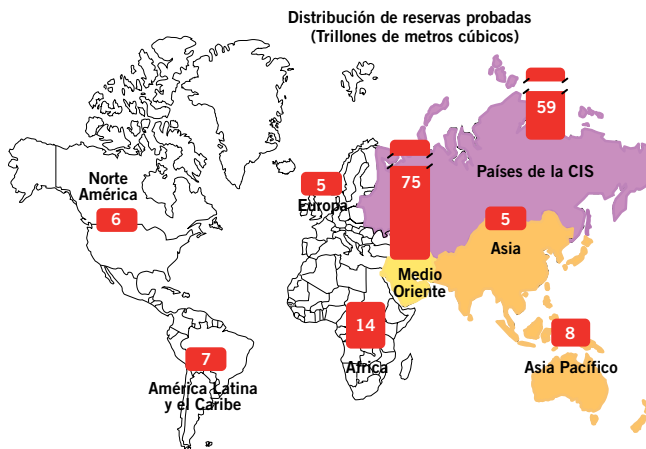 Distribución de reservas probadas
(Trillones de metros cúbicos)
59
Norte
América
6
5
Europa
75
Países de la CIS
5
Asia
Medio
Oriente
14
Africa
8
Asia Pacífico
7
América Latina
y el Caribe